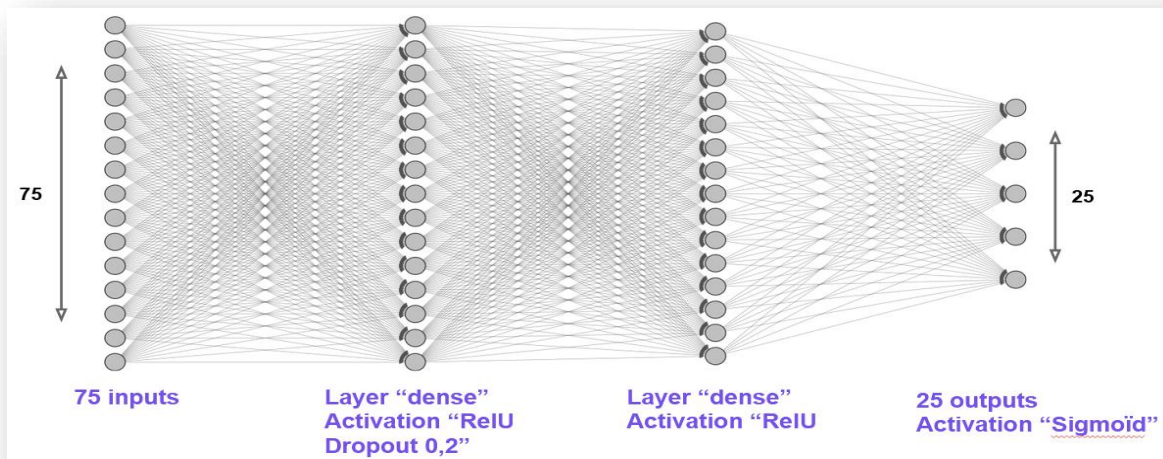 75
25
75 inputs
Layer “dense”
Activation “RelU
Dropout 0,2”
Layer “dense”
Activation “RelU
25 outputs
Activation “Sigmoïd”